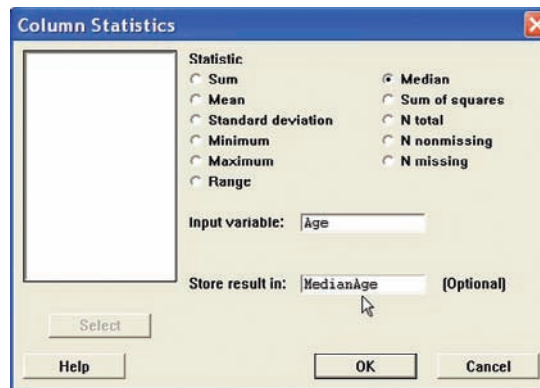 Column Statistics
Statistic
Sum
Mean
Standard deviation
Minimum
Maximum
Range
Median
Sum of squares
N total
N nonmissing
N missing
Input variable: Age
Store result in: MedianAge (Optional)
Select
Help OK Cancel